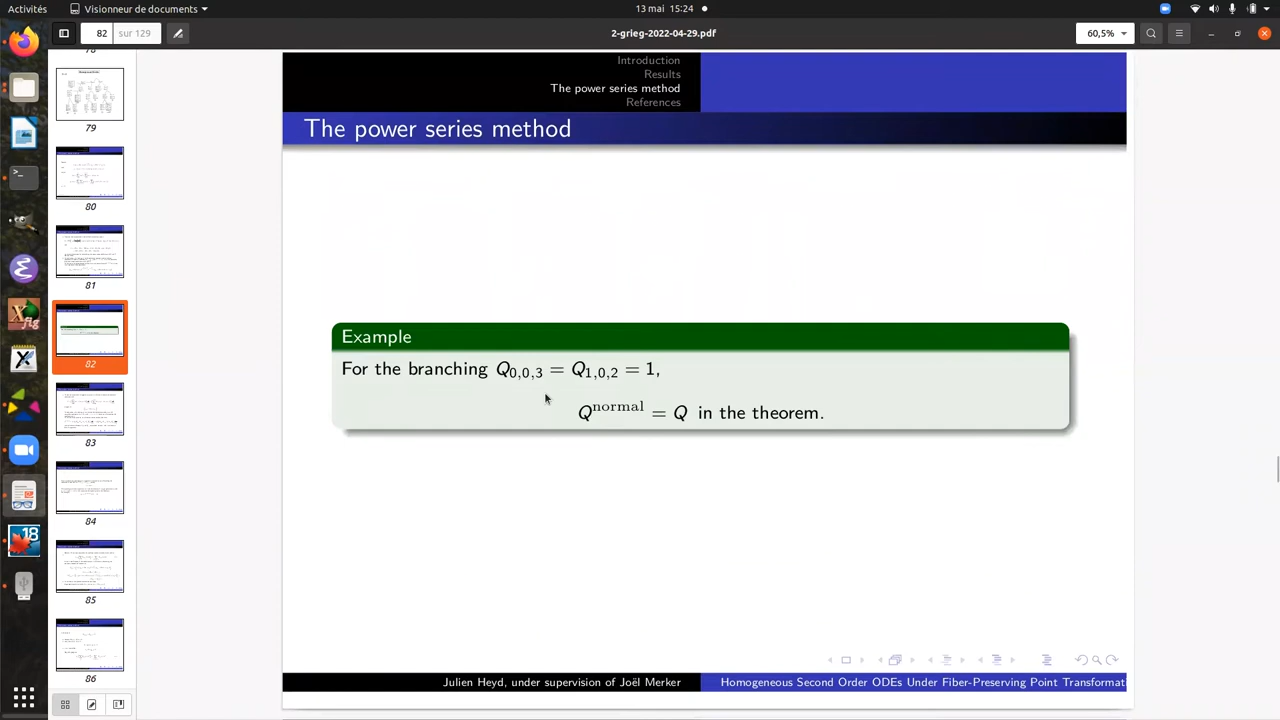 Activités Visionneur de documents 13 mai 15:24
82 sur 129 2-grieg-2022-04-29.pdf 60,5%
78
79
80
81
82
83
84
85
86
Introduction
Results
The power series method
References
The power series method
Example
For the branching Q0,0,3 = Q1,0,2 = 1,
Qnormal = Q in the theorem.
Julien Heyd, under supervision of Joël Merker Homogeneous Second Order ODEs Under Fiber-Preserving Point Transformati